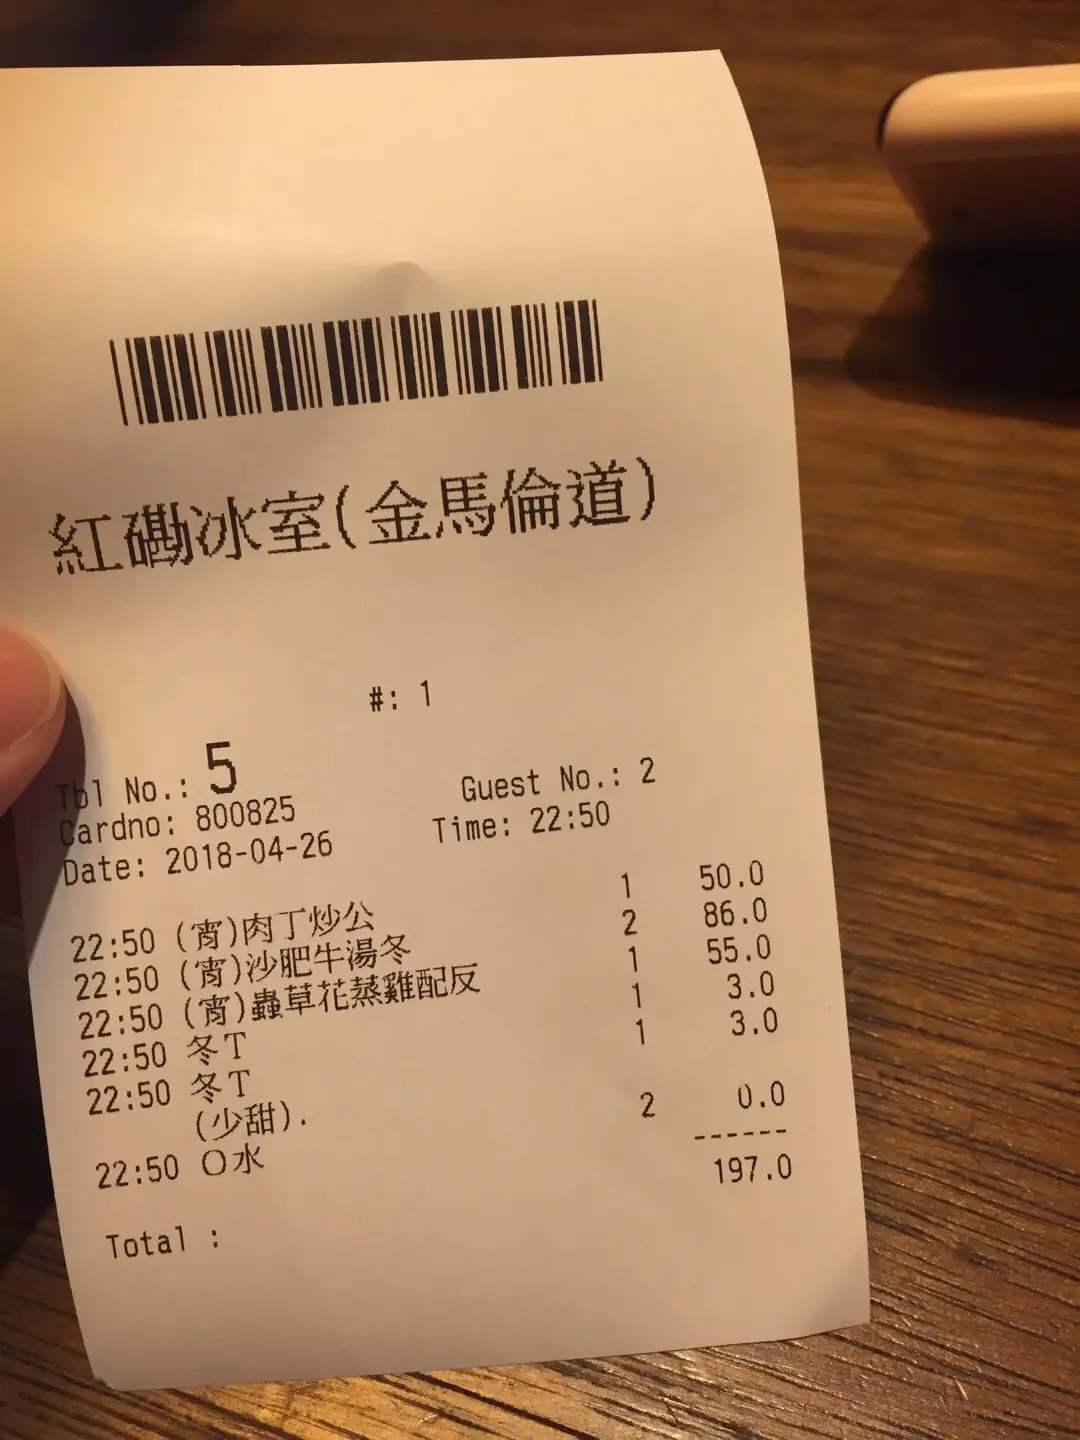 紅磡冰室(金馬倫道)
#: 1
Tbl No.: 5 Guest No.: 2
Cardno: 800825 Time: 22:50
Date: 2018-04-26
22:50 (宵)肉丁炒公 1 50.0
22:50 (宵)沙肥牛湯冬 2 86.0
22:50 (宵)蟲草花蒸雞配反 1 55.0
22:50 冬T 1 3.0
22:50 冬T 1 3.0
(少甜).
22:50 O水 2 0.0
------
Total : 197.0